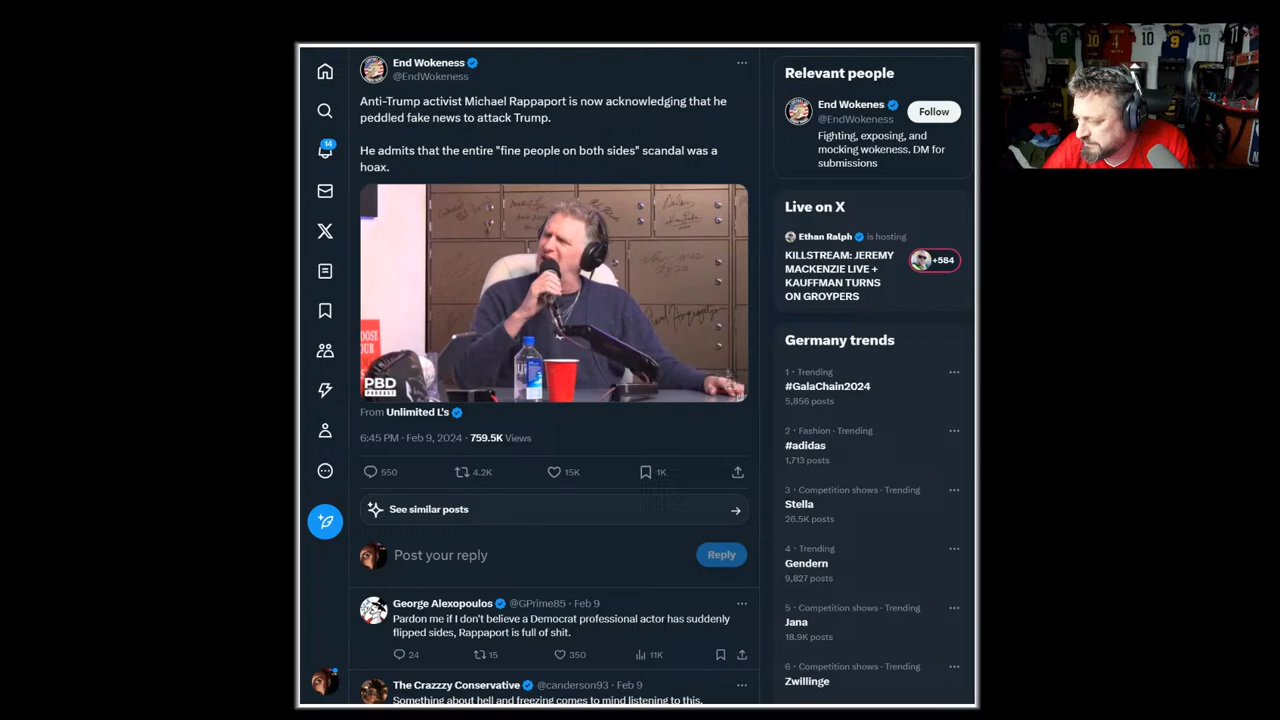 End Wokeness
@EndWokeness
Anti-Trump activist Michael Rappaport is now acknowledging that he
peddled fake news to attack Trump.
He admits that the entire "fine people on both sides" scandal was a
hoax.
PBD
PODCAST
From Unlimited L's
6:45 PM · Feb 9, 2024 · 759.5K Views
550
4.2K
15K
1K
See similar posts
Post your reply
Reply
George Alexopoulos @GPrime85 · Feb 9
Pardon me if I don't believe a Democrat professional actor has suddenly
flipped sides, Rappaport is full of shit.
24
15
350
11K
The Crazzzy Conservative @canderson93 · Feb 9
Something about hell and freezing comes to mind listening to this.
14
Relevant people
End Wokenes
@EndWokeness
Follow
Fighting, exposing, and
mocking wokeness. DM for
submissions
Live on X
Ethan Ralph is hosting
KILLSTREAM: JEREMY
MACKENZIE LIVE +
KAUFFMAN TURNS
ON GROYPERS
+584
Germany trends
1 · Trending
#GalaChain2024
5,856 posts
2 · Fashion · Trending
#adidas
1,713 posts
3 · Competition shows · Trending
Stella
26.5K posts
4 · Trending
Gendern
9,827 posts
5 · Competition shows · Trending
Jana
18.9K posts
6 · Competition shows · Trending
Zwillinge